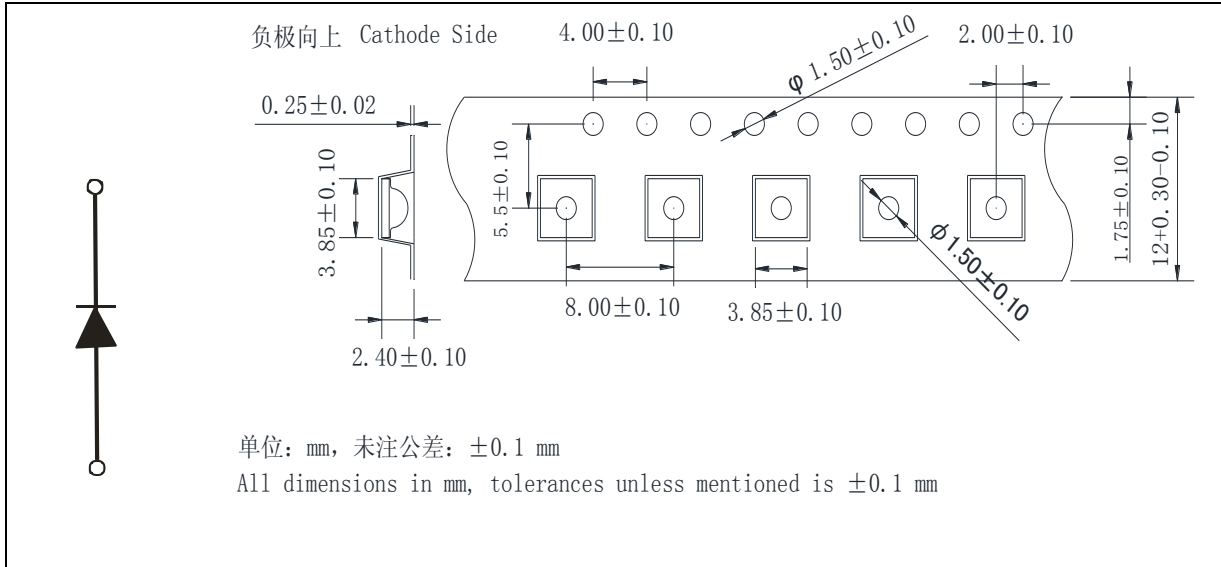 负极向上 Cathode Side
4.00±0.10
φ 1.50±0.10
2.00±0.10
0.25±0.02
3.85±0.10
5.5±0.10
1.75±0.10
12+0.30-0.10
ϕ1.50±0.10
8.00±0.10
3.85±0.10
2.40±0.10
单位: mm, 未注公差: ±0.1 mm
All dimensions in mm, tolerances unless mentioned is ±0.1 mm